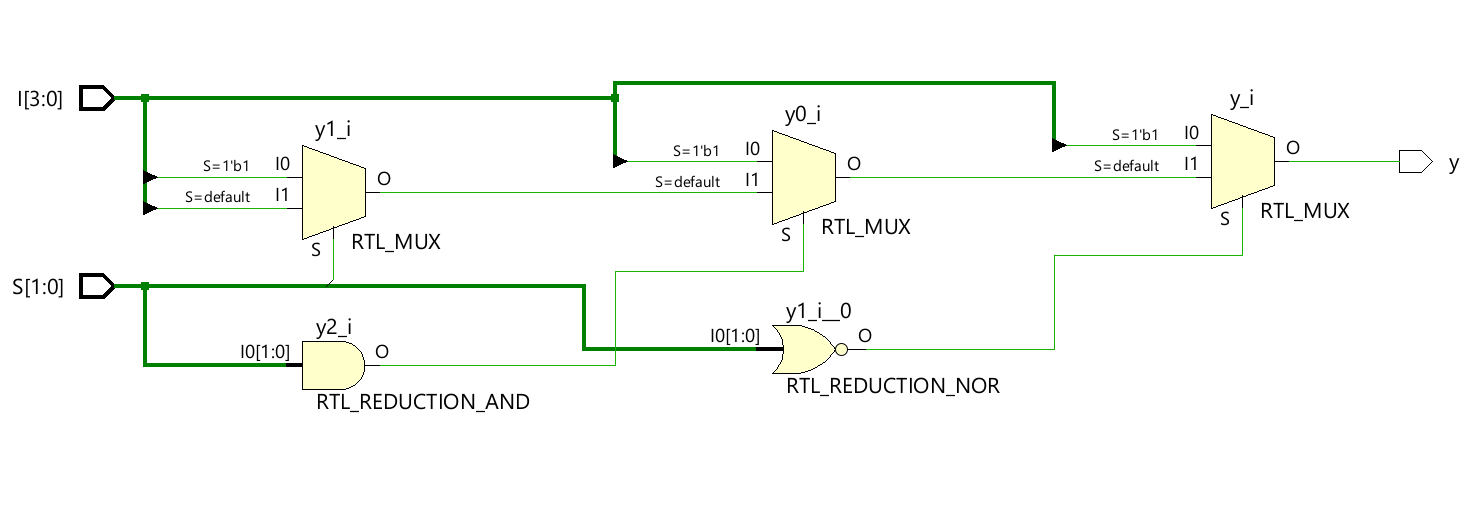 I[3:0]
S[1:0]
y1_i
S=1'b1
I0
S=default
I1
O
S
RTL_MUX
y2_i
I0[1:0]
O
RTL_REDUCTION_AND
y0_i
S=1'b1
I0
S=default
I1
O
S
RTL_MUX
y1_i__0
I0[1:0]
O
RTL_REDUCTION_NOR
y_i
S=1'b1
I0
S=default
I1
O
S
RTL_MUX
y